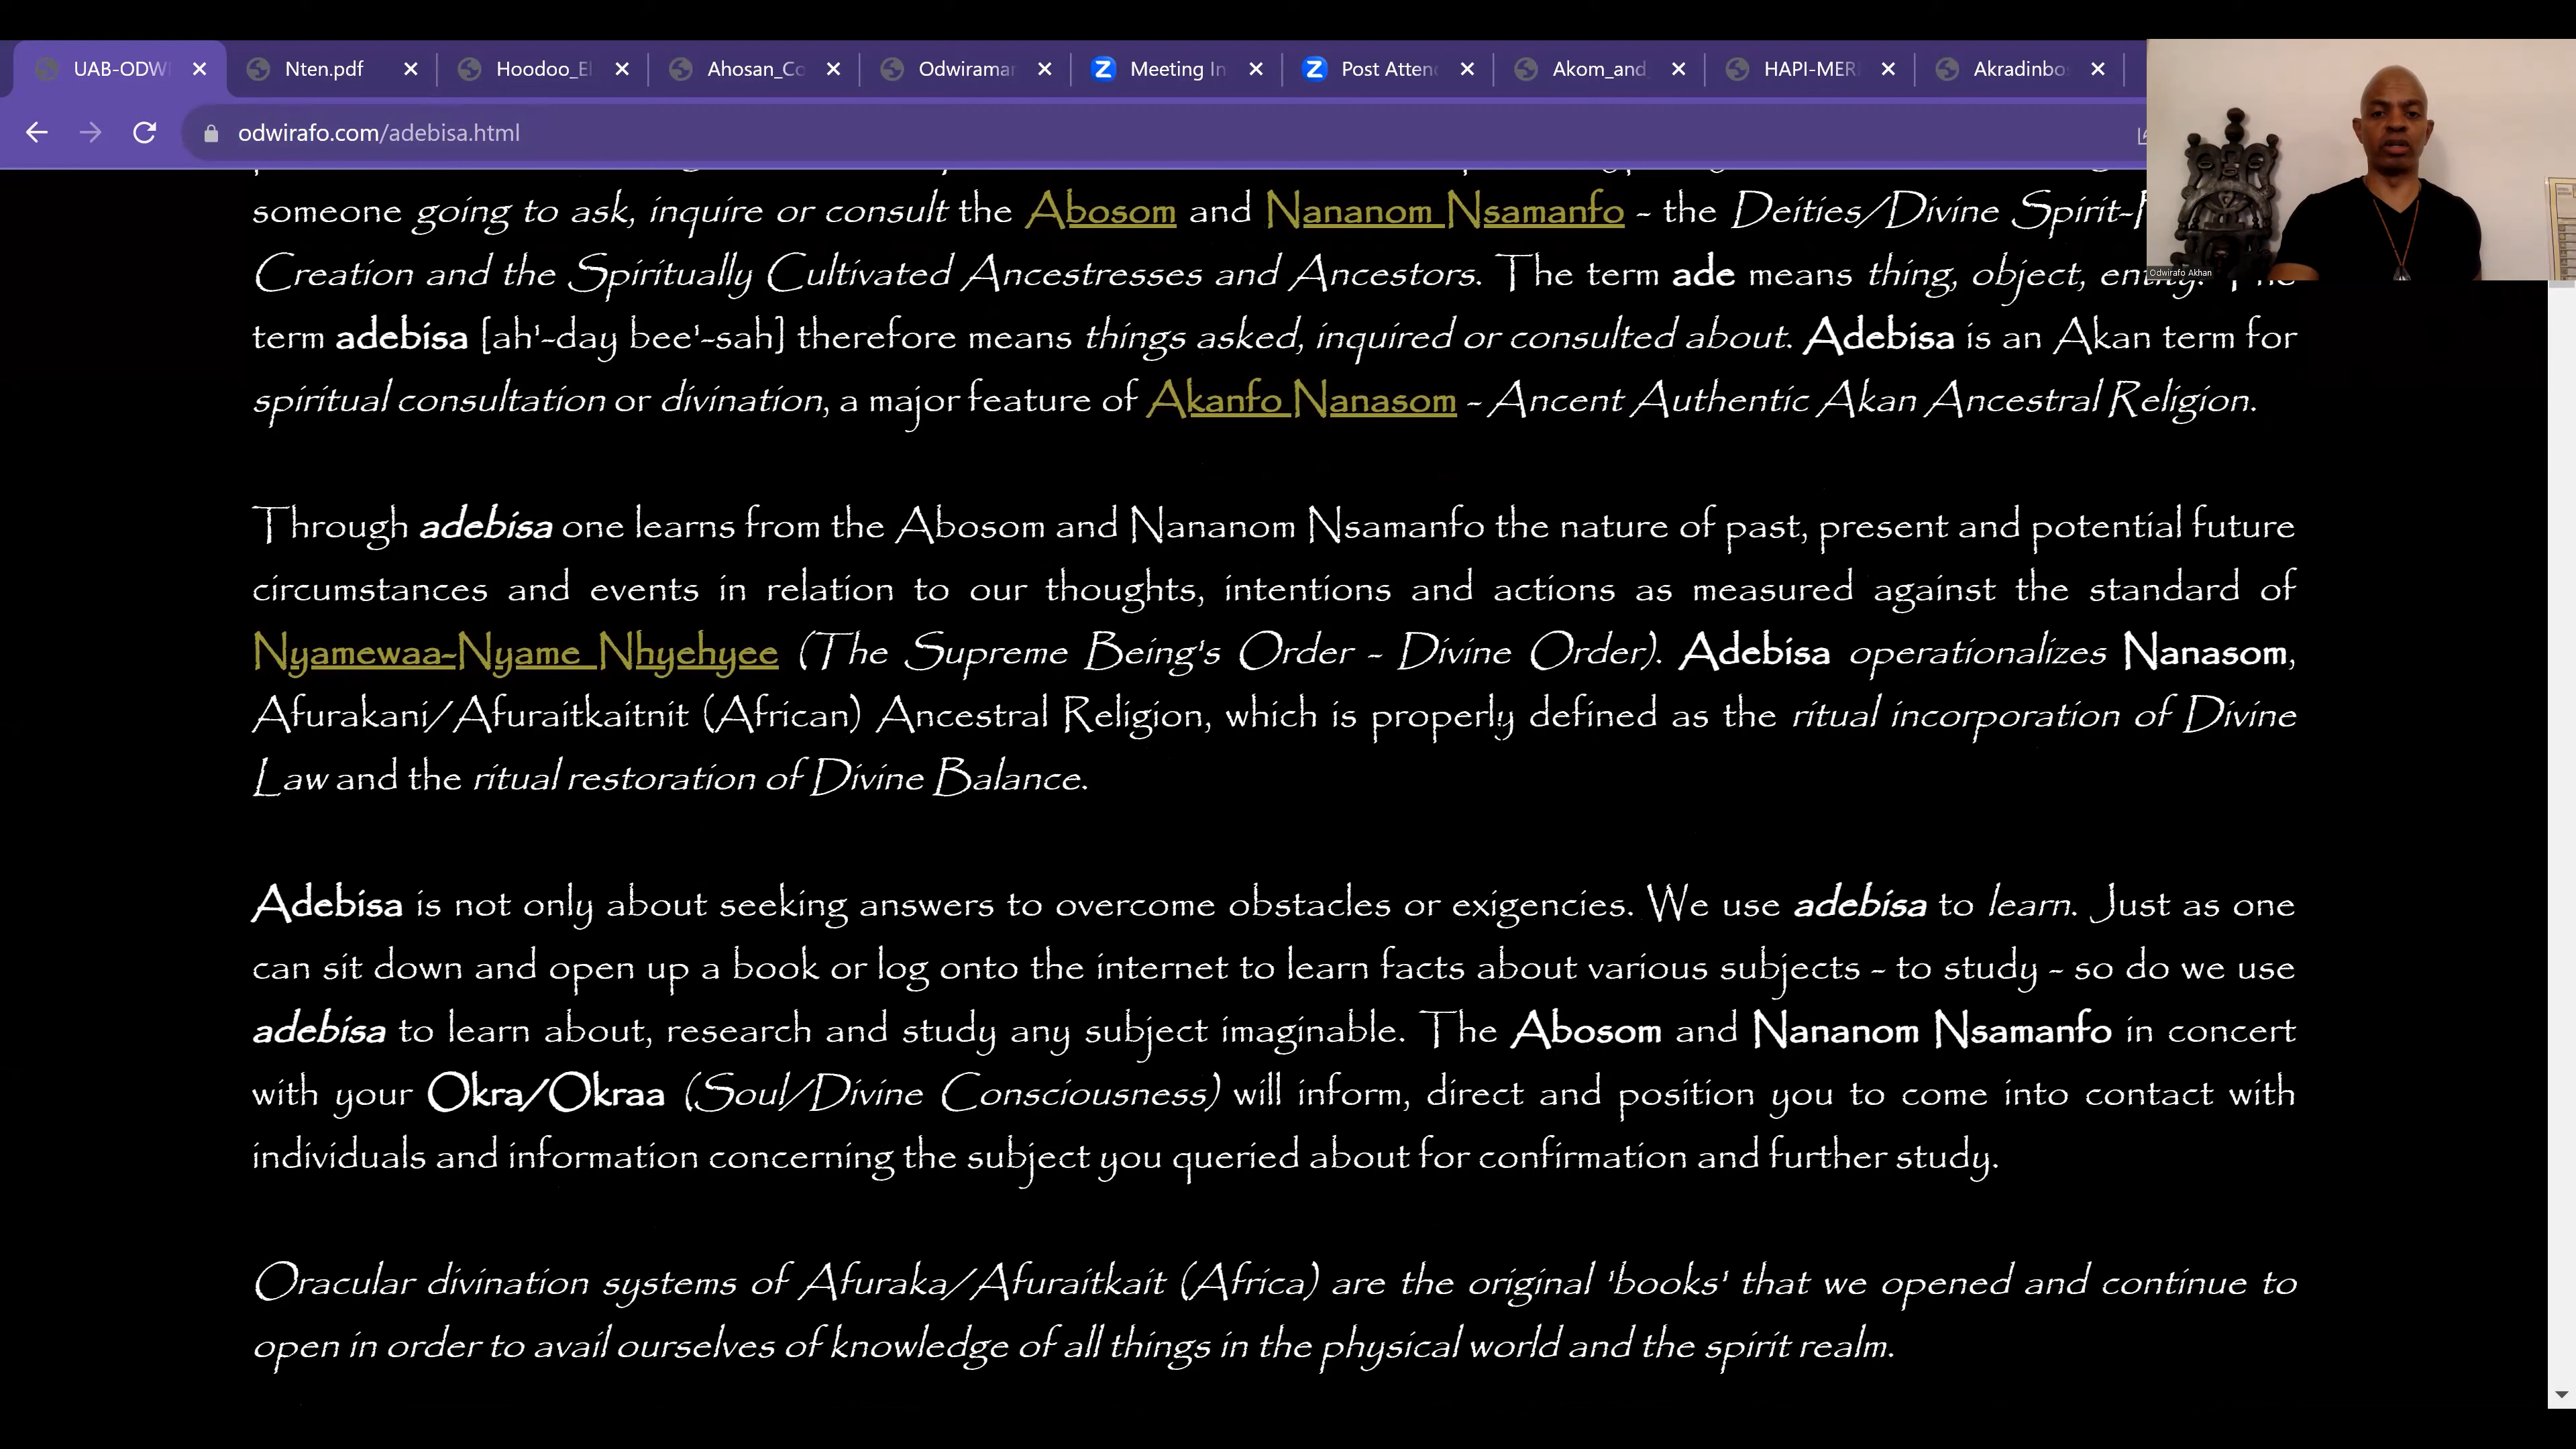 UAB-ODWI
Nten.pdf
Hoodoo_El
Ahosan_Co
Odwiramar
Meeting In
Post Attend
Akom_and_
HAPI-MER
Akradinbo
odwirafo.com/adebisa.html
Odwirafo Akhan
someone going to ask, inquire or consult the Abosom and Nananom Nsamanfo - the Deities/Divine
Creation and the Spiritually Cultivated Ancestresses and Ancestors. The term ade means thing, object, entity. The
term adebisa [ah'-day bee'-sah] therefore means things asked, inquired or consulted about. Adebisa is an Akan term for
spiritual consultation or divination, a major feature of Akanfo Nanasom - Ancent Authentic Akan Ancestral Religion.
Through adebisa one learns from the Abosom and Nananom Nsamanfo the nature of past, present and potential future
circumstances and events in relation to our thoughts, intentions and actions as measured against the standard of
Nyamewaa-Nyame Nhyehyee (The Supreme Being's Order - Divine Order). Adebisa operationalizes Nanasom,
Afurakani/Afuraitkaitnit (African) Ancestral Religion, which is properly defined as the ritual incorporation of Divine
Law and the ritual restoration of Divine Balance.
Adebisa is not only about seeking answers to overcome obstacles or exigencies. We use adebisa to learn. Just as one
can sit down and open up a book or log onto the internet to learn facts about various subjects - to study - so do we use
adebisa to learn about, research and study any subject imaginable. The Abosom and Nananom Nsamanfo in concert
with your Okra/Okraa (Soul/Divine Consciousness) will inform, direct and position you to come into contact with
individuals and information concerning the subject you queried about for confirmation and further study.
Oracular divination systems of Afuraka/Afuraitkait (Africa) are the original 'books' that we opened and continue to
open in order to avail ourselves of knowledge of all things in the physical world and the spirit realm.